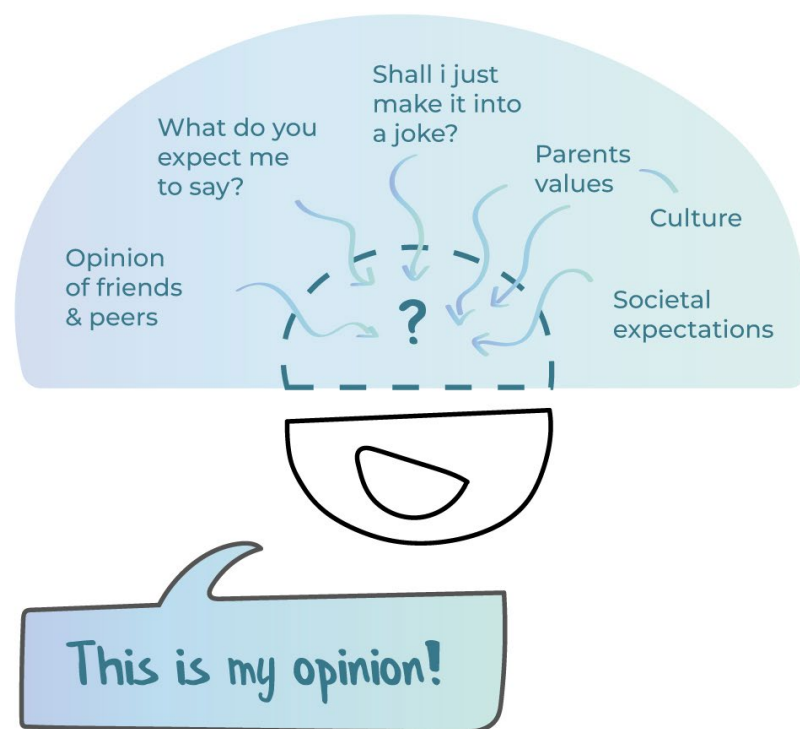 Shall i just
make it into
a joke?
What do you
expect me
to say?
Parents
values
Culture
Opinion
of friends
& peers
Societal
expectations
?
This is my opinion!